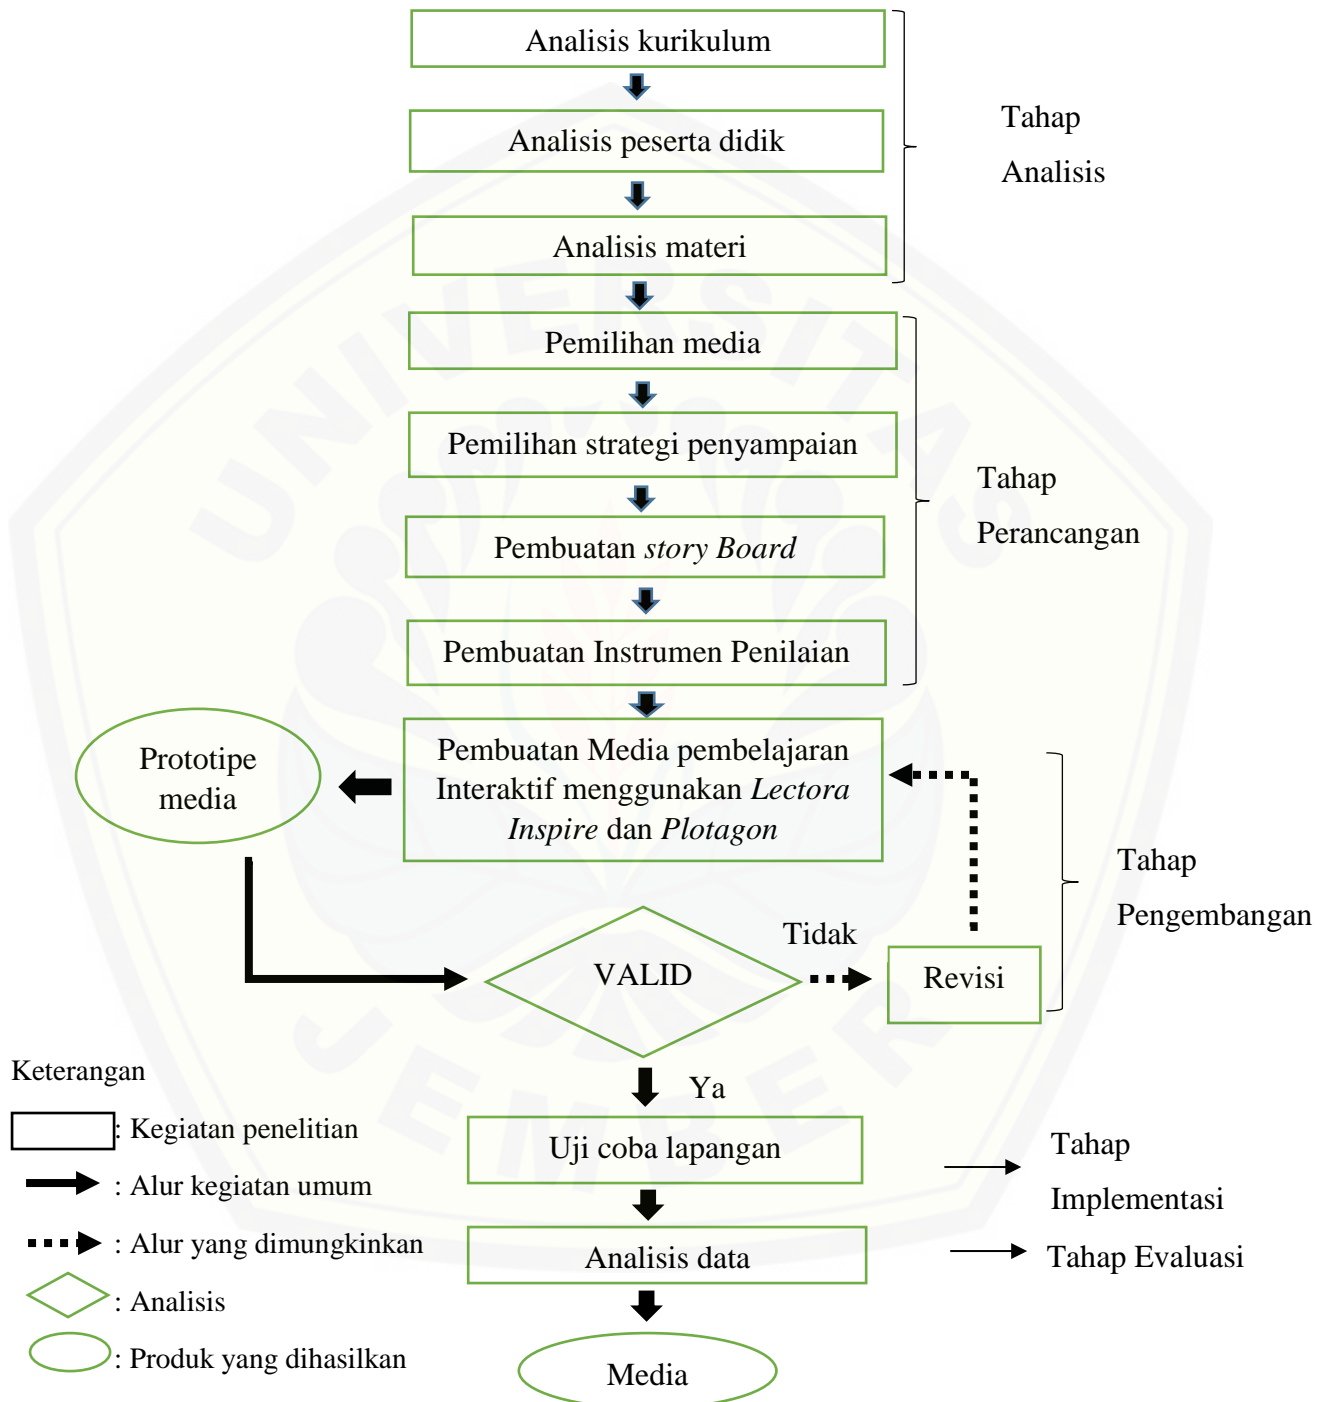 Analisis kurikulum
Analisis peserta didik
Analisis materi
Tahap
Analisis
Pemilihan media
Pemilihan strategi penyampaian
Pembuatan story Board
Pembuatan Instrumen Penilaian
Tahap
Perancangan
Pembuatan Media pembelajaran
Interaktif menggunakan Lectora
Inspire dan Plotagon
Prototipe
media
VALID
Tidak
Revisi
Tahap
Pengembangan
Ya
Uji coba lapangan
Tahap
Implementasi
Analisis data
Tahap Evaluasi
Media
Keterangan
: Kegiatan penelitian
: Alur kegiatan umum
: Alur yang dimungkinkan
: Analisis
: Produk yang dihasilkan
UNIVERSITAS
JEMBER